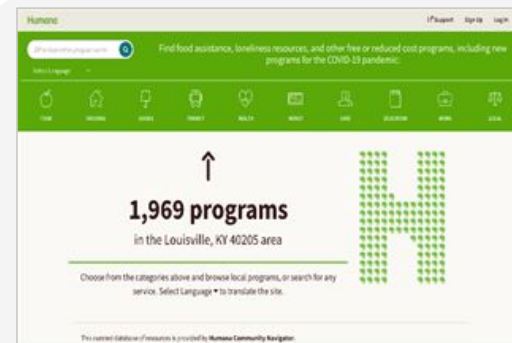 Humana
Support Sign Up Log In
Find food assistance, loneliness resources, and other free or reduced cost programs, including new
programs for the COVID-19 pandemic:
Select Language
FOOD HOUSING GOODS TRANSIT HEALTH MONEY CARE EDUCATION WORK LEGAL
1,969 programs
in the Louisville, KY 40205 area
Choose from the categories above and browse local programs, or search for any
service. Select Language ▾ to translate the site.
This curated database of resources is provided by Humana Community Navigator.